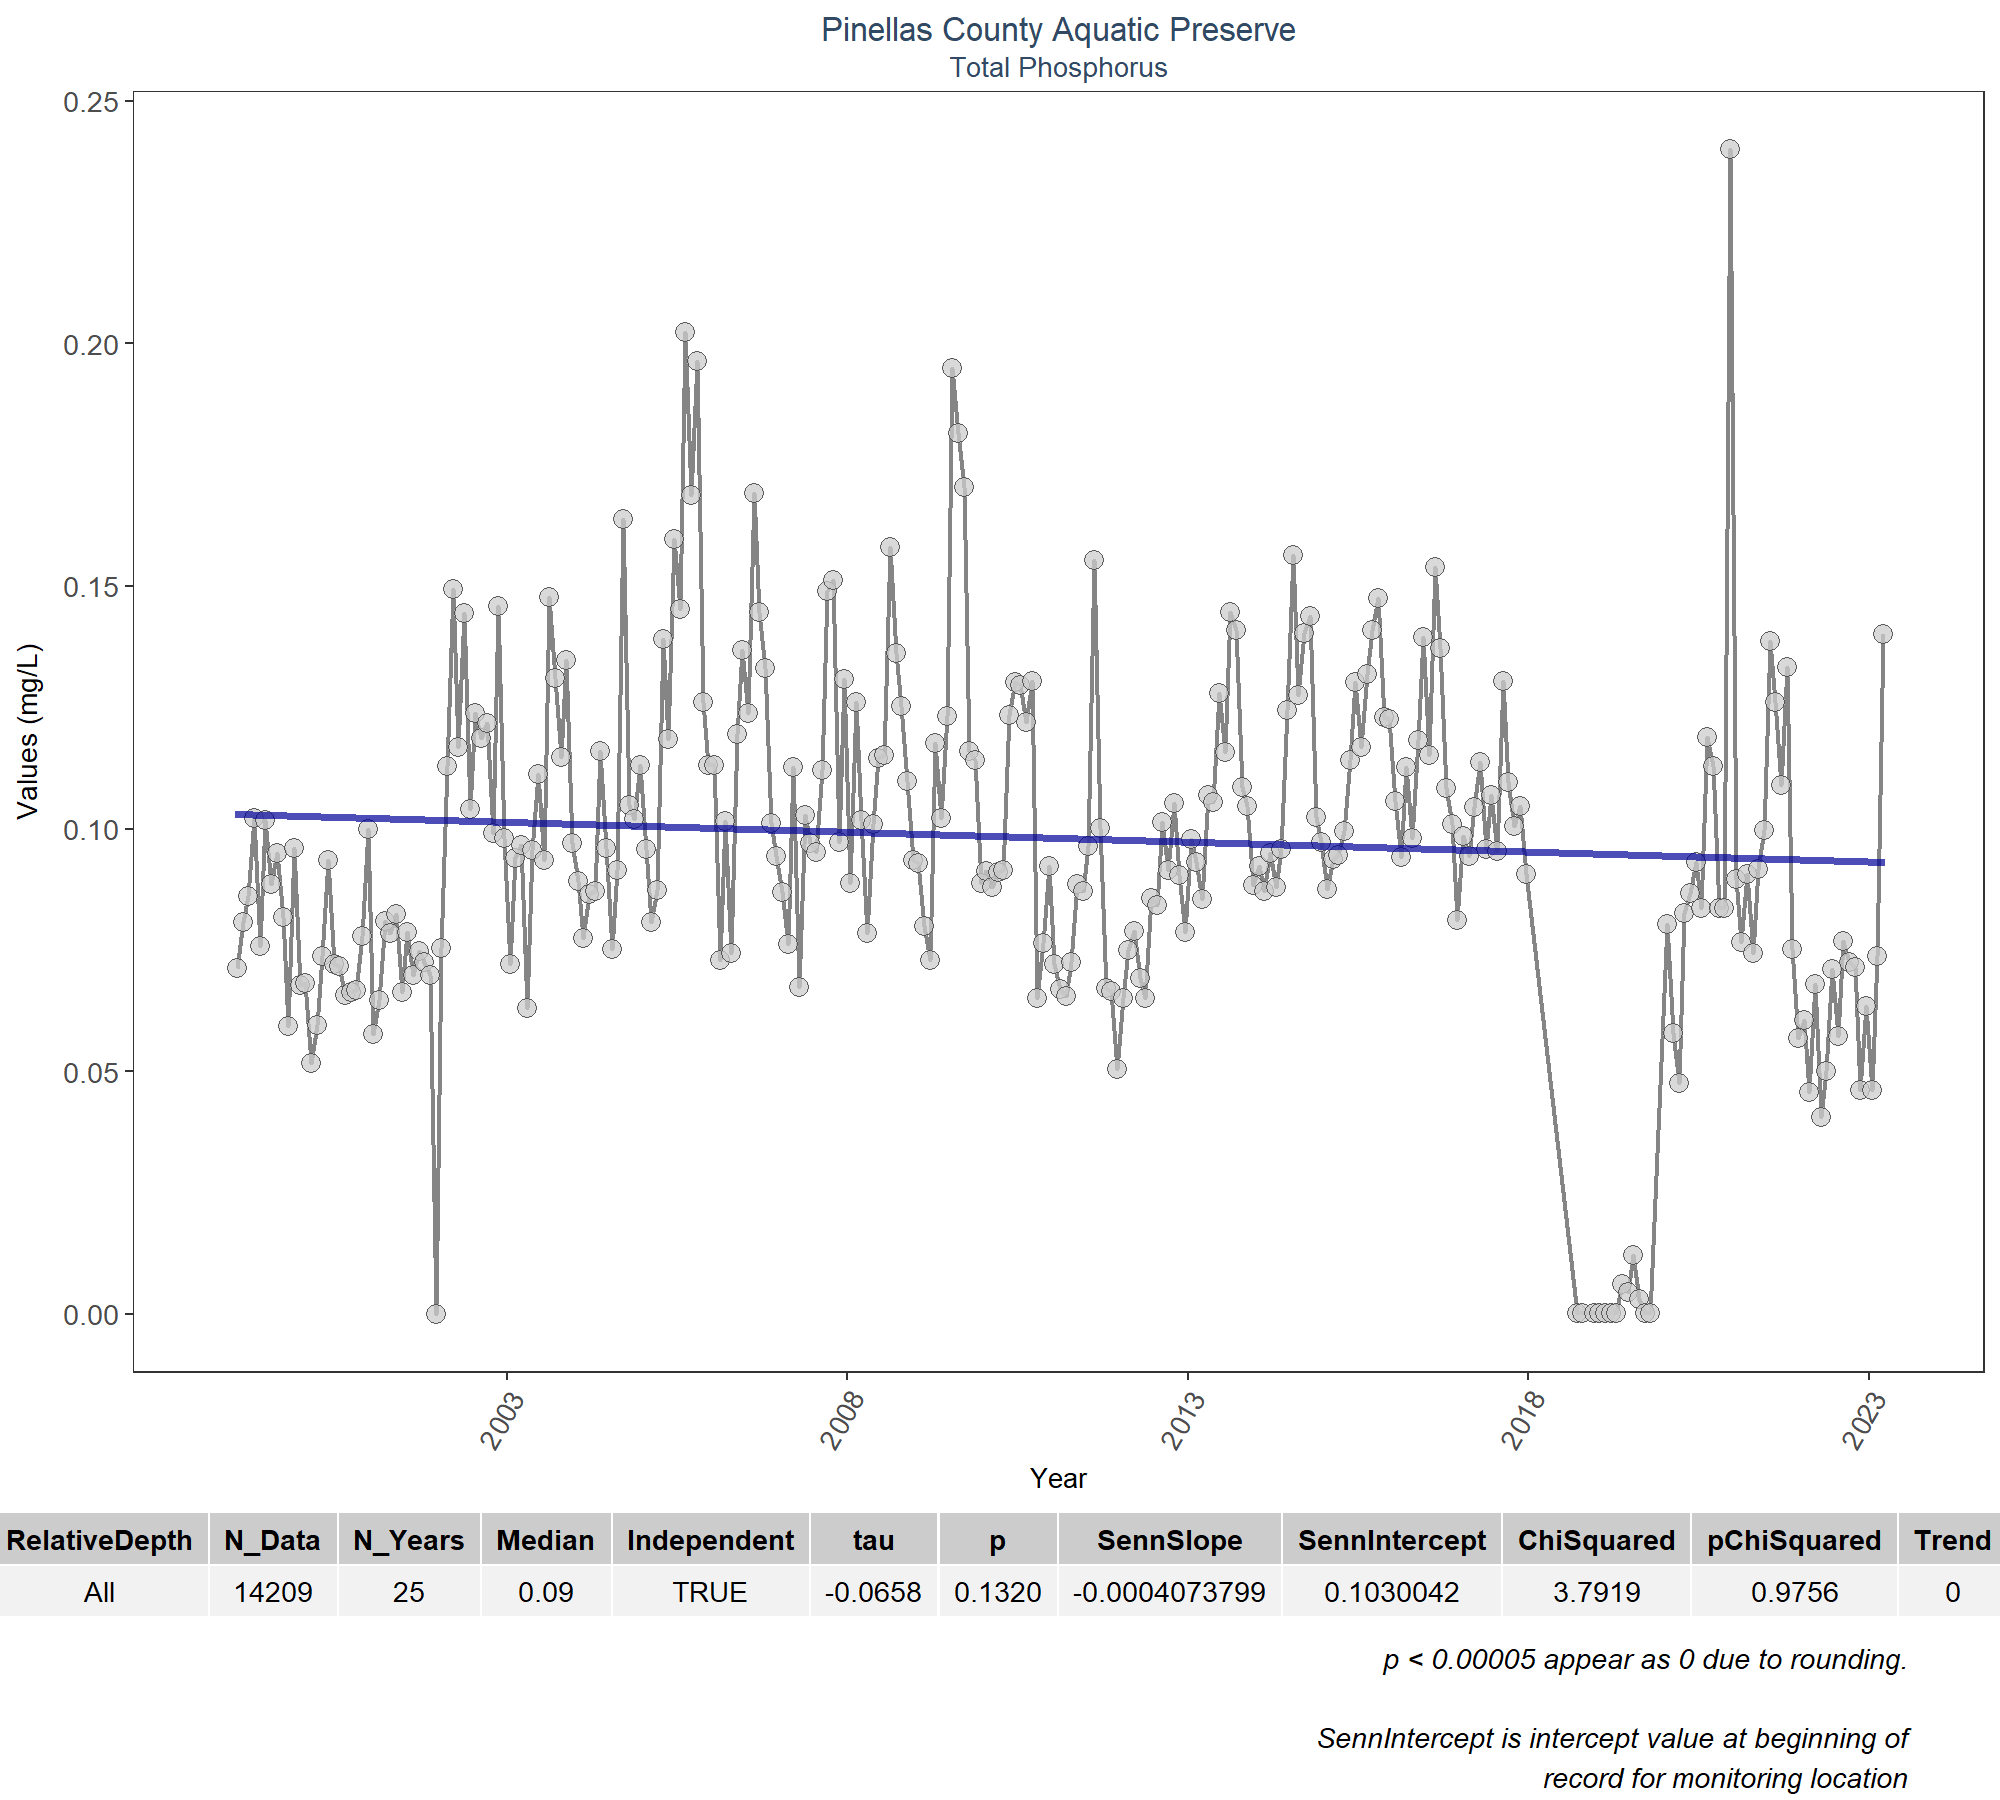 Pinellas County Aquatic Preserve
Total Phosphorus
0.25
0.20
0.15
0.10
0.05
0.00
Values (mg/L)
2003 2008 2013 2018 2023
Year
RelativeDepth N_Data N_Years Median Independent tau p SennSlope SennIntercept ChiSquared pChiSquared Trend
All 14209 25 0.09 TRUE -0.0658 0.1320 -0.0004073799 0.1030042 3.7919 0.9756 0
p < 0.00005 appear as 0 due to rounding.
SennIntercept is intercept value at beginning of
record for monitoring location